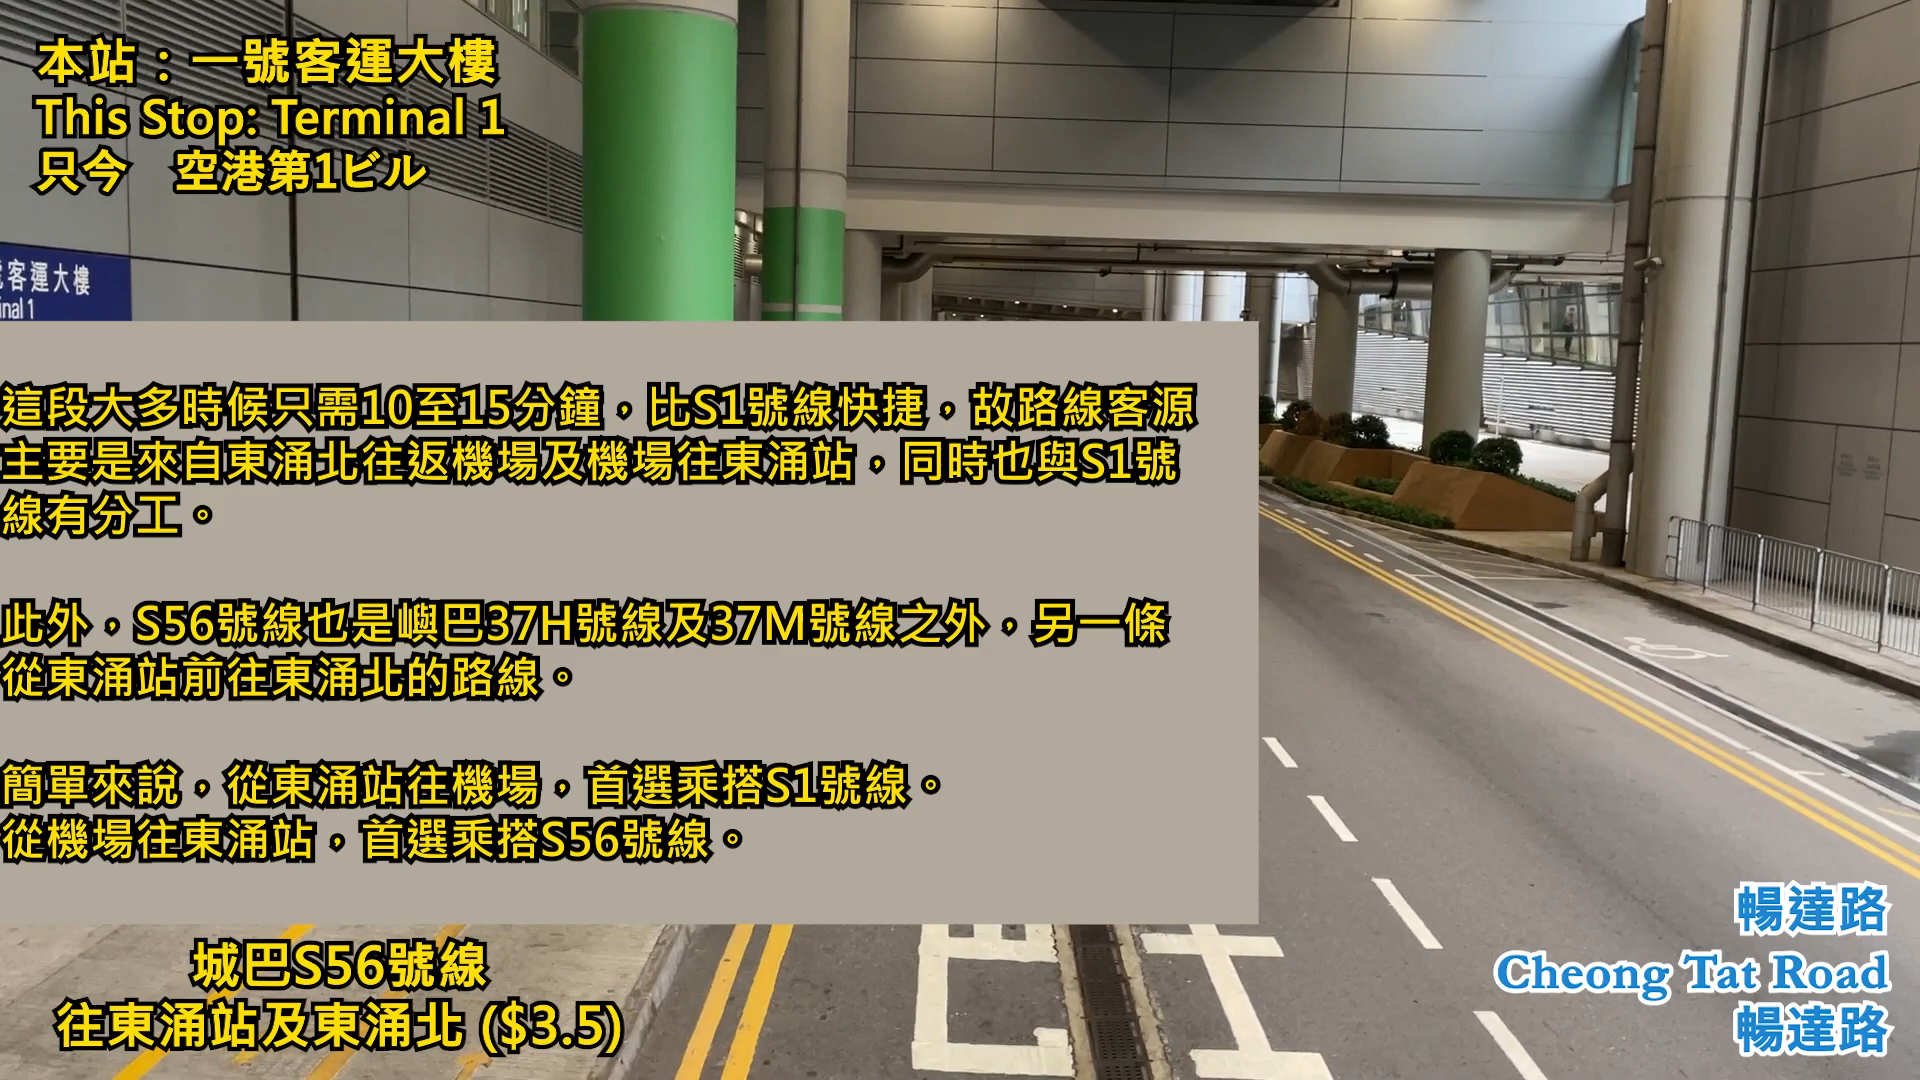 本站：一號客運大樓
This Stop: Terminal 1
只今　空港第1ビル
客運大樓
nal 1
這段大多時候只需10至15分鐘，比S1號線快捷，故路線客源
主要是來自東涌北往返機場及機場往東涌站，同時也與S1號
線有分工。
此外，S56號線也是嶼巴37H號線及37M號線之外，另一條
從東涌站前往東涌北的路線。
簡單來說，從東涌站往機場，首選乘搭S1號線。
從機場往東涌站，首選乘搭S56號線。
城巴S56號線
往東涌站及東涌北 ($3.5)
暢達路
Cheong Tat Road
暢達路